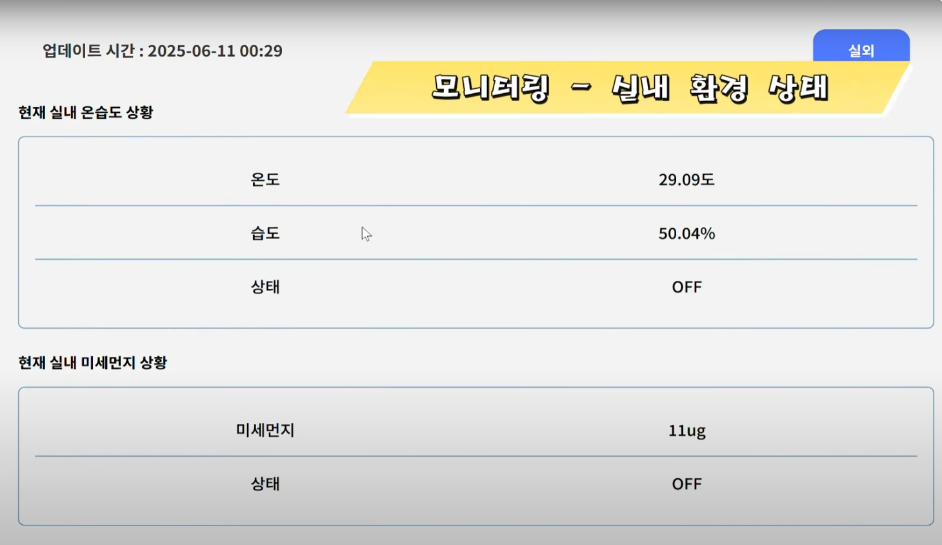 업데이트 시간 : 2025-06-11 00:29
실외
모니터링 - 실내 환경 상태
현재 실내 온습도 상황
온도 29.09도
습도 50.04%
상태 OFF
현재 실내 미세먼지 상황
미세먼지 11ug
상태 OFF